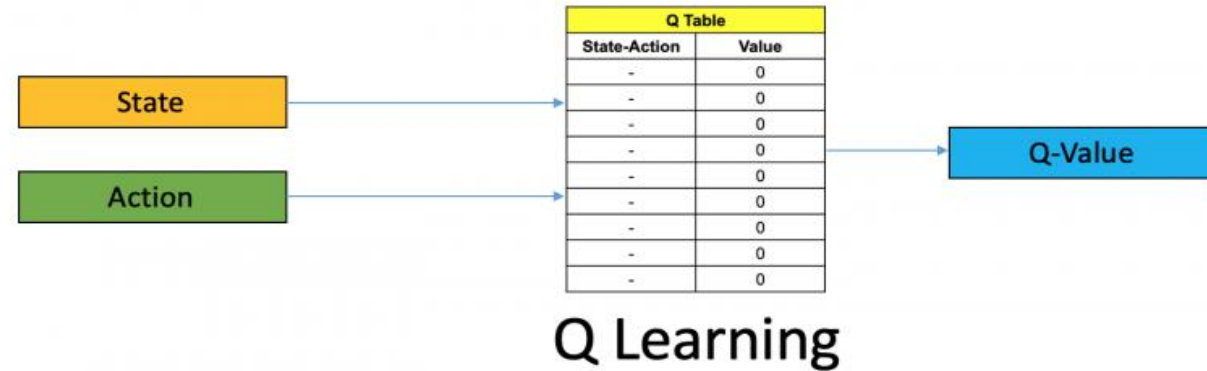 Q Table
State-Action Value
- 0
- 0
- 0
- 0
- 0
- 0
- 0
- 0
- 0
State
Action
Q-Value
Q Learning